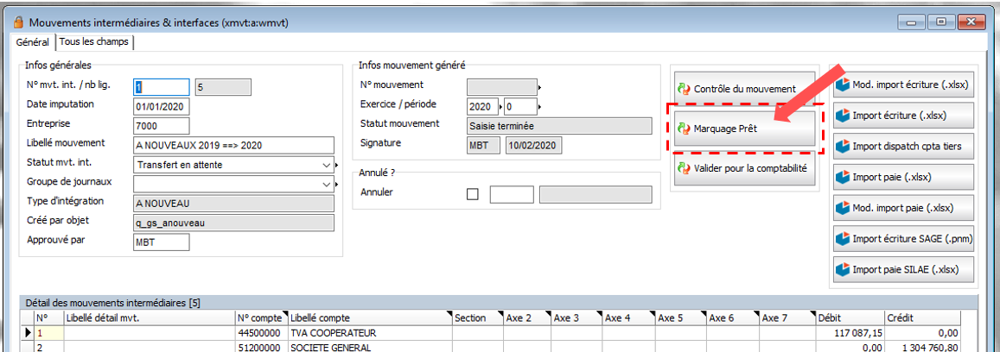 Mouvements intermédiaires & interfaces (xmvt:a:wmvt)
Général Tous les champs
Infos générales
N° mvt. int. / nb lig. 1 5
Date imputation 01/01/2020
Entreprise 7000
Libellé mouvement A NOUVEAUX 2019 ==> 2020
Statut mvt. int. Transfert en attente
Groupe de journaux
Type d'intégration A NOUVEAU
Créé par objet q_gs_anouveau
Approuvé par MBT
Infos mouvement généré
N° mouvement
Exercice / période 2020 0
Statut mouvement Saisie terminée
Signature MBT 10/02/2020
Annulé ?
Annuler
Contrôle du mouvement
Marquage Prêt
Valider pour la comptabilité
Mod. import écriture (.xlsx)
Import écriture (.xlsx)
Import dispatch cpta tiers
Import paie (.xlsx)
Mod. import paie (.xlsx)
Import écriture SAGE (.pnm)
Import paie SILAE (.xlsx)
Détail des mouvements intermédiaires [5]
N° Libellé détail mvt. N° compte Libellé compte Section Axe 2 Axe 3 Axe 4 Axe 5 Axe 6 Axe 7 Débit Crédit
1 44500000 TVA COOPERATEUR 117 087,15 0,00
2 51200000 SOCIETE GENERAL 0,00 1 304 760,80